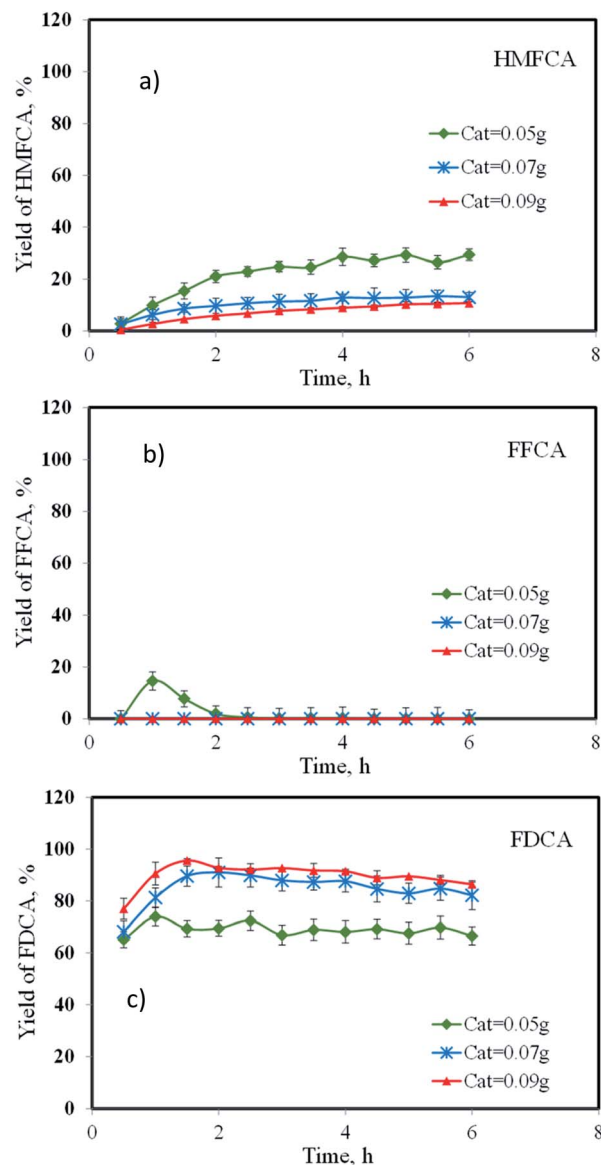 120
100
80
60
40
20
0
Yield of HMFCA, %
a)
HMFCA
Cat=0.05g
Cat=0.07g
Cat=0.09g
0 2 4 6 8
Time, h
120
100
80
60
40
20
0
Yield of FFCA, %
b)
FFCA
Cat=0.05g
Cat=0.07g
Cat=0.09g
0 2 4 6 8
Time, h
120
100
80
60
40
20
0
Yield of FDCA, %
FDCA
c)
Cat=0.05g
Cat=0.07g
Cat=0.09g
0 2 4 6 8
Time, h